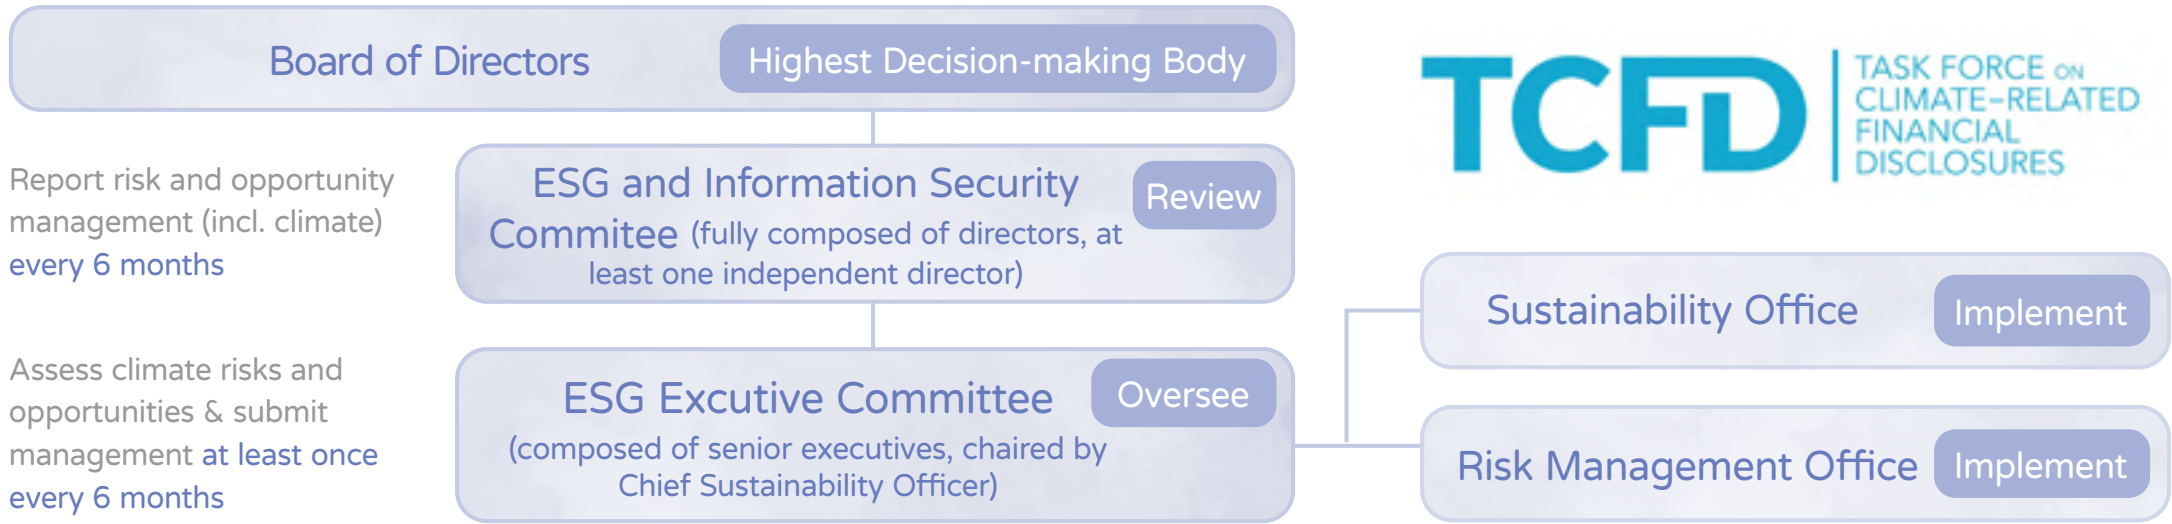 Board of Directors
Highest Decision-making Body
TCFD
TASK FORCE ON
CLIMATE-RELATED
FINANCIAL
DISCLOSURES
Report risk and opportunity
management (incl. climate)
every 6 months
ESG and Information Security
Commitee (fully composed of directors, at
least one independent director)
Review
Assess climate risks and
opportunities & submit
management at least once
every 6 months
ESG Excutive Committee
(composed of senior executives, chaired by
Chief Sustainability Officer)
Oversee
Sustainability Office
Implement
Risk Management Office
Implement